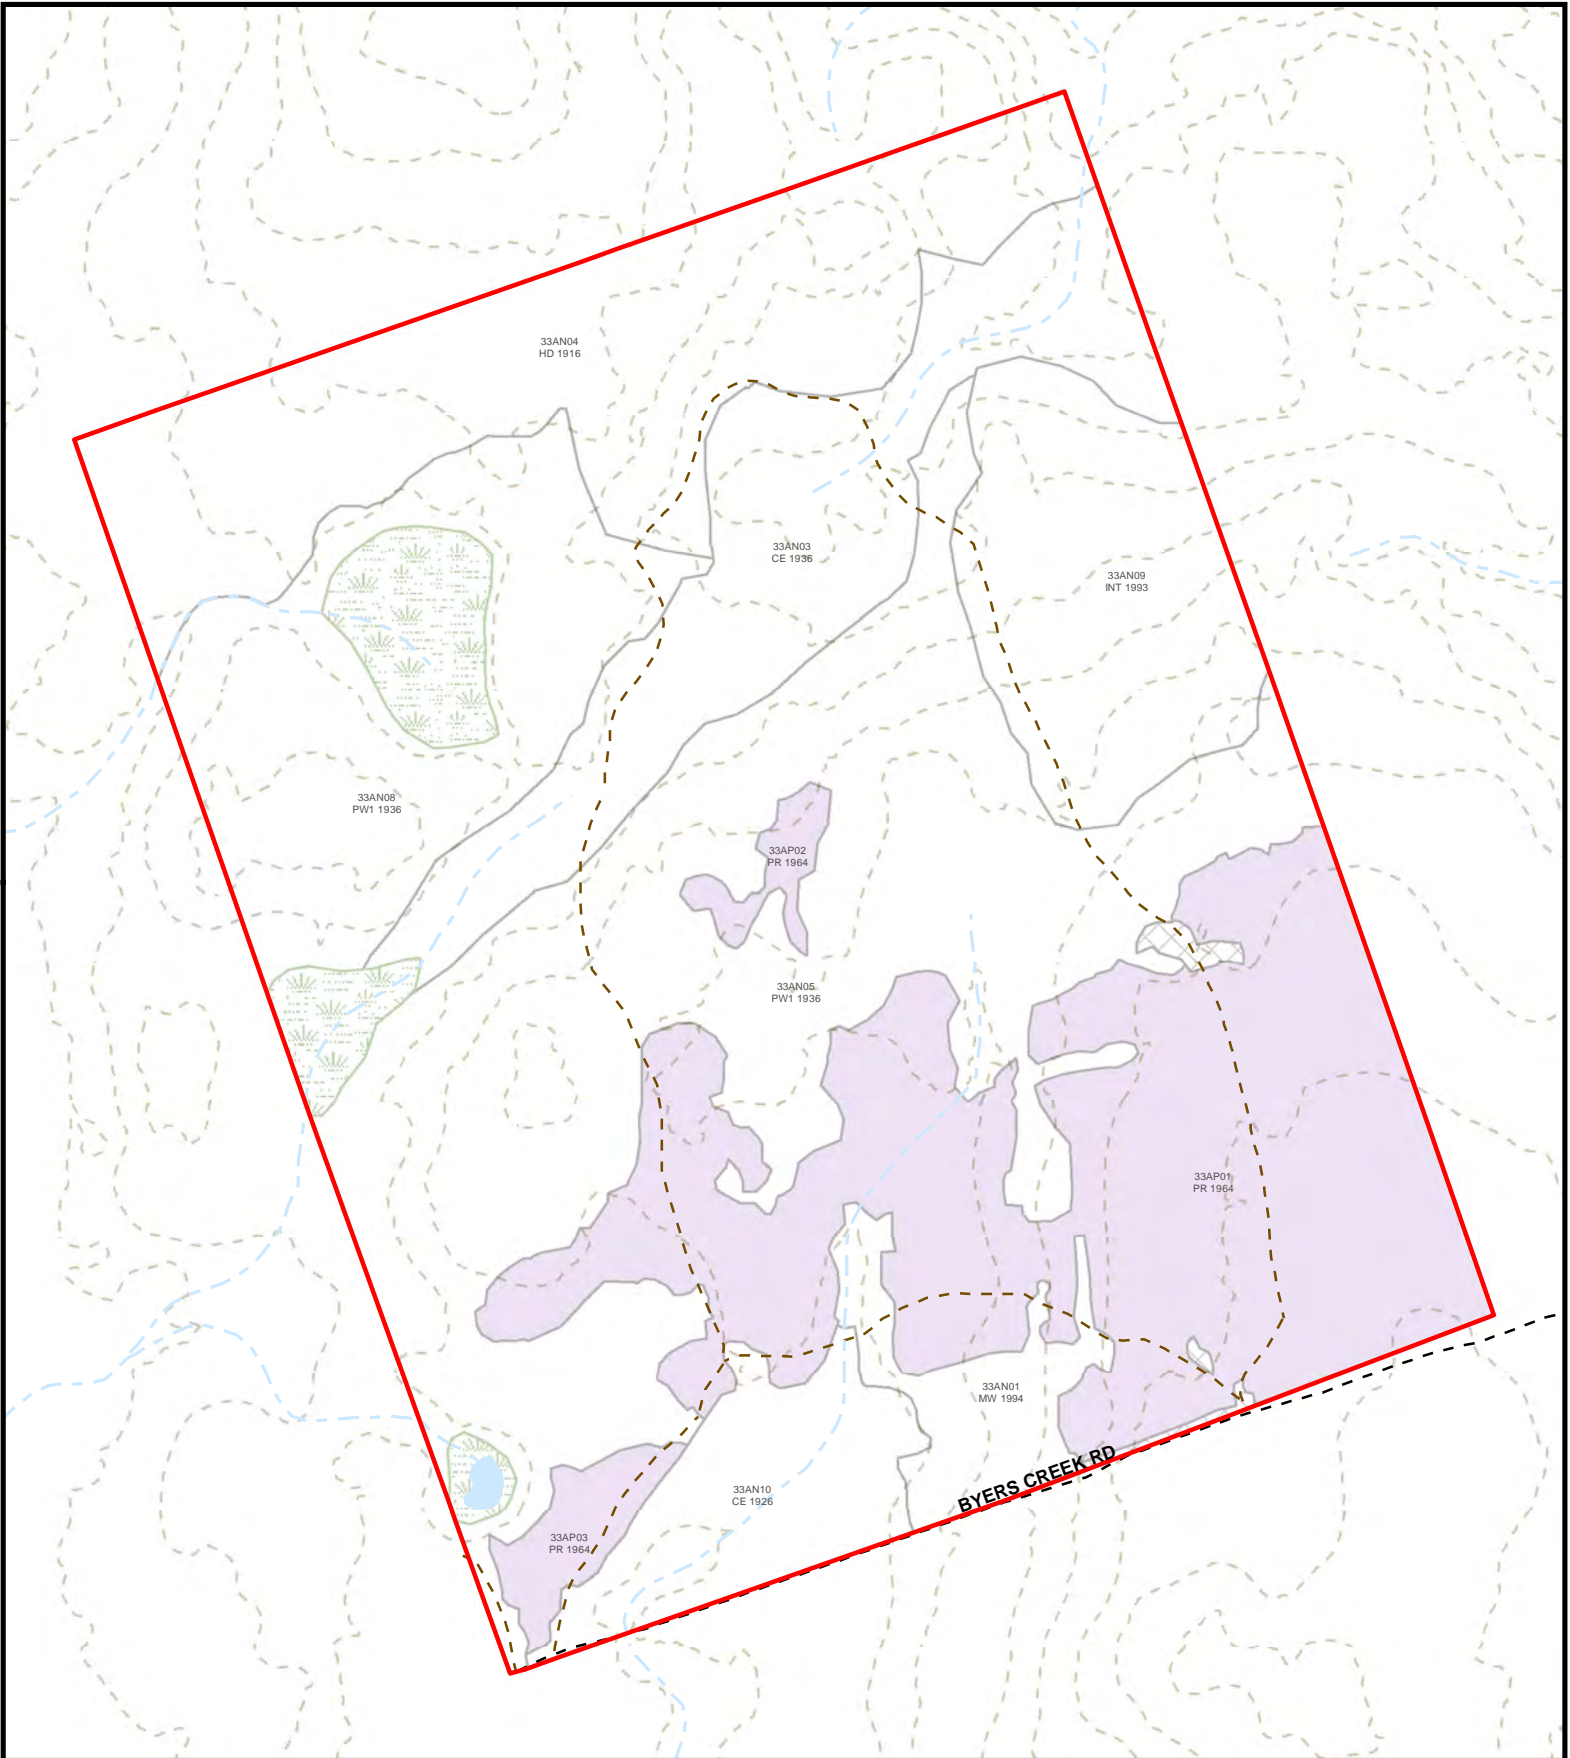 33AN04
HD 1916
33AN03
CE 1936
33AN09
INT 1993
33AN08
PW1 1936
33AP02
PR 1964
33AN05
PW1 1936
33AP01
PR 1964
33AN01
MW 1994
BYERS CREEK RD
33AN10
CE 1926
33AP03
PR 1964